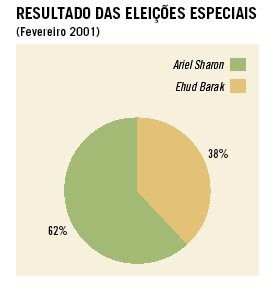 RESULTADO DAS ELEIÇÕES ESPECIAIS
(Fevereiro 2001)
Ariel Sharon
Ehud Barak
38%
62%